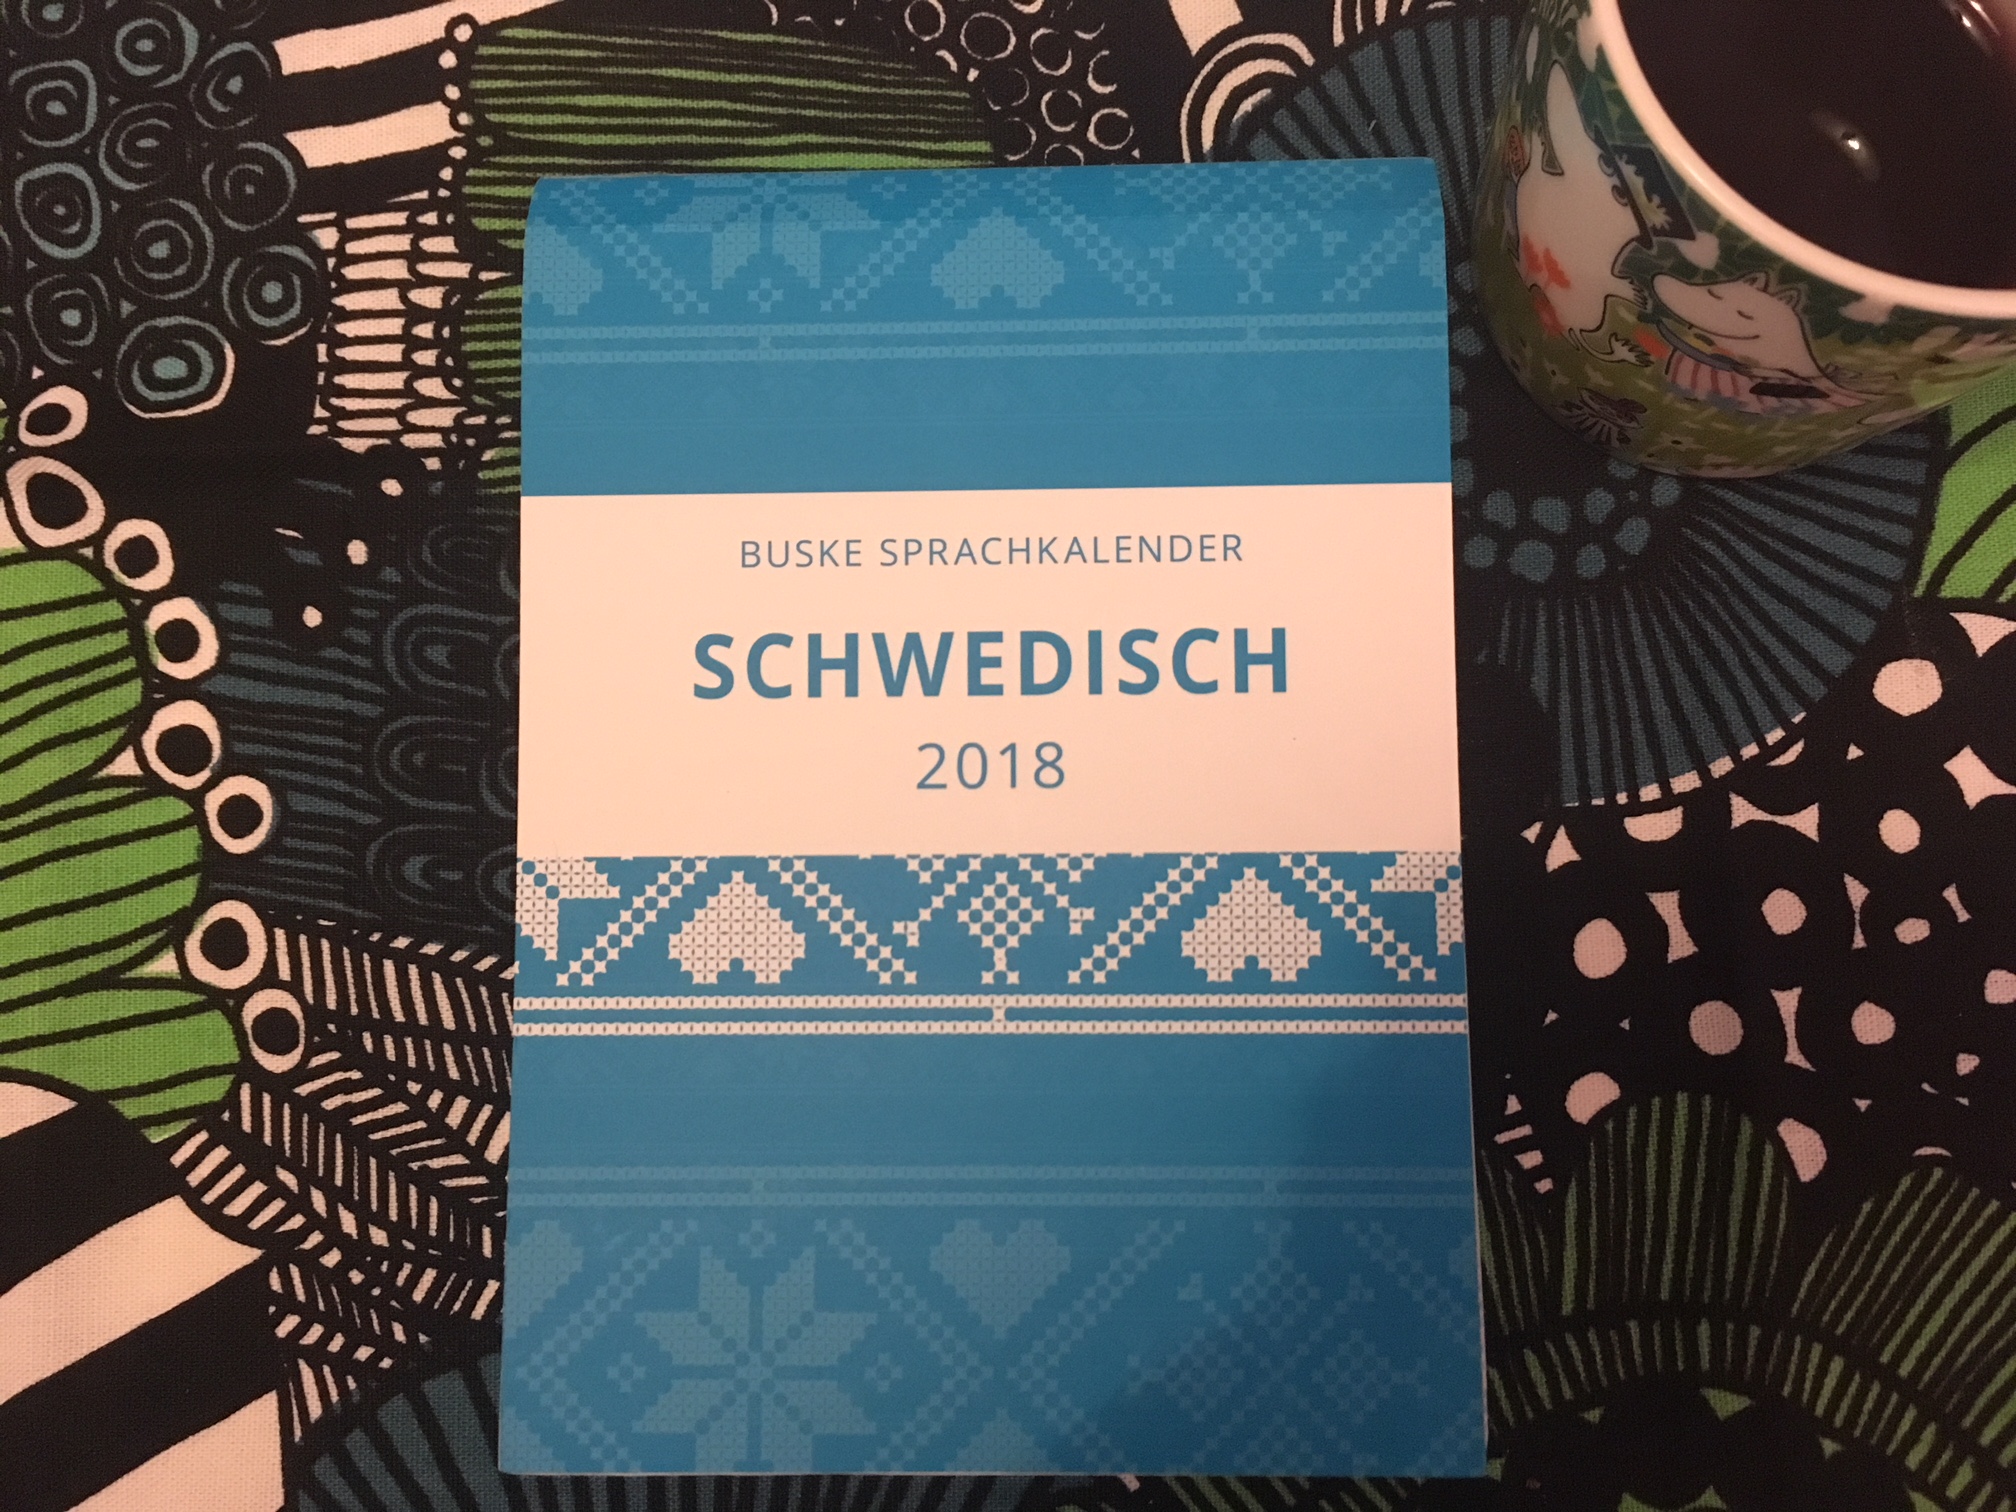 BUSKE SPRACHKALENDER
SCHWEDISCH
2018